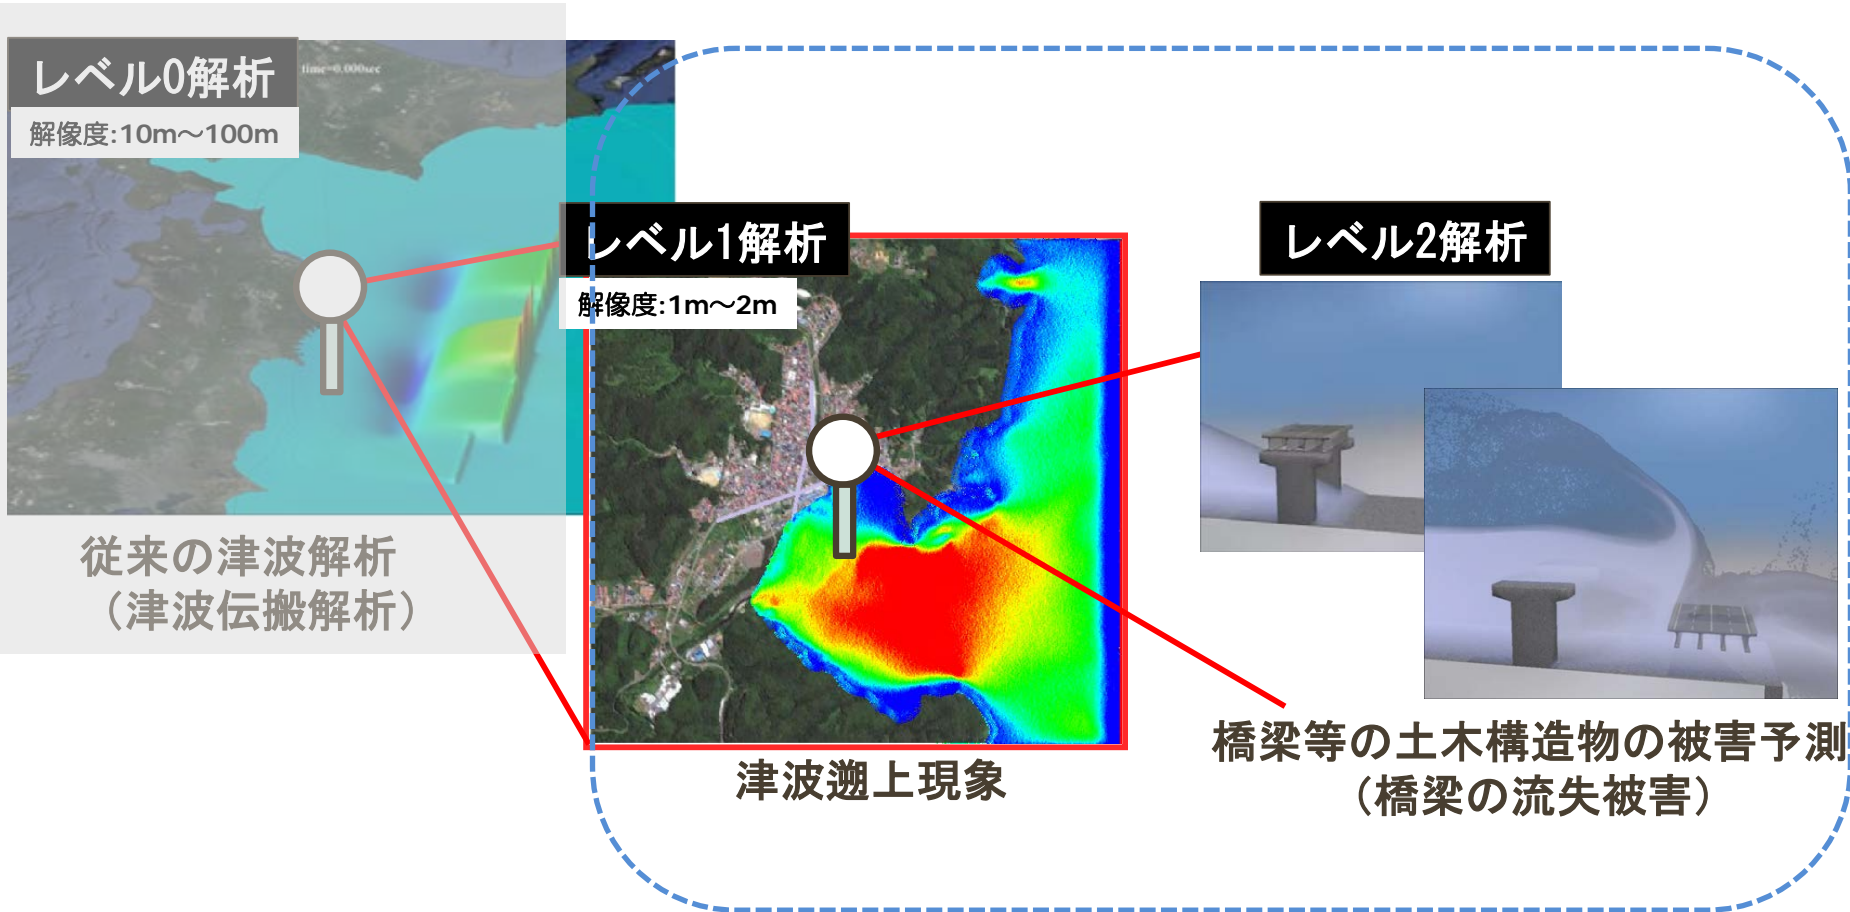 レベル0解析
time=0.000sec
解像度:10m～100m
従来の津波解析
（津波伝搬解析）
レベル1解析
解像度:1m～2m
津波遡上現象
レベル2解析
橋梁等の土木構造物の被害予測
（橋梁の流失被害）